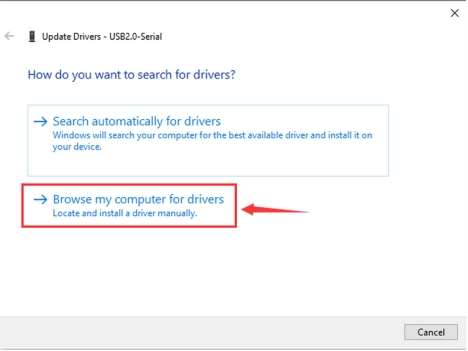 Update Drivers - USB2.0-Serial
How do you want to search for drivers?
Search automatically for drivers
Windows will search your computer for the best available driver and install it on
your device.
Browse my computer for drivers
Locate and install a driver manually.
Cancel